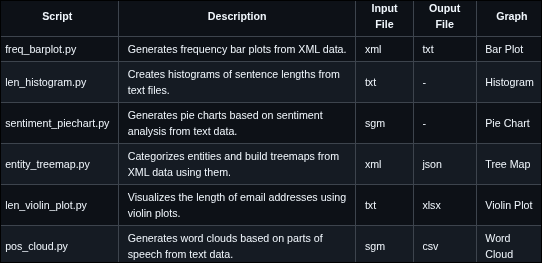 Script Description Input File Ouput File Graph
freq_barplot.py Generates frequency bar plots from XML data. xml txt Bar Plot
len_histogram.py Creates histograms of sentence lengths from text files. txt - Histogram
sentiment_piechart.py Generates pie charts based on sentiment analysis from text data. sgm - Pie Chart
entity_treemap.py Categorizes entities and build treemaps from XML data using them. xml json Tree Map
len_violin_plot.py Visualizes the length of email addresses using violin plots. txt xlsx Violin Plot
pos_cloud.py Generates word clouds based on parts of speech from text data. sgm csv Word Cloud